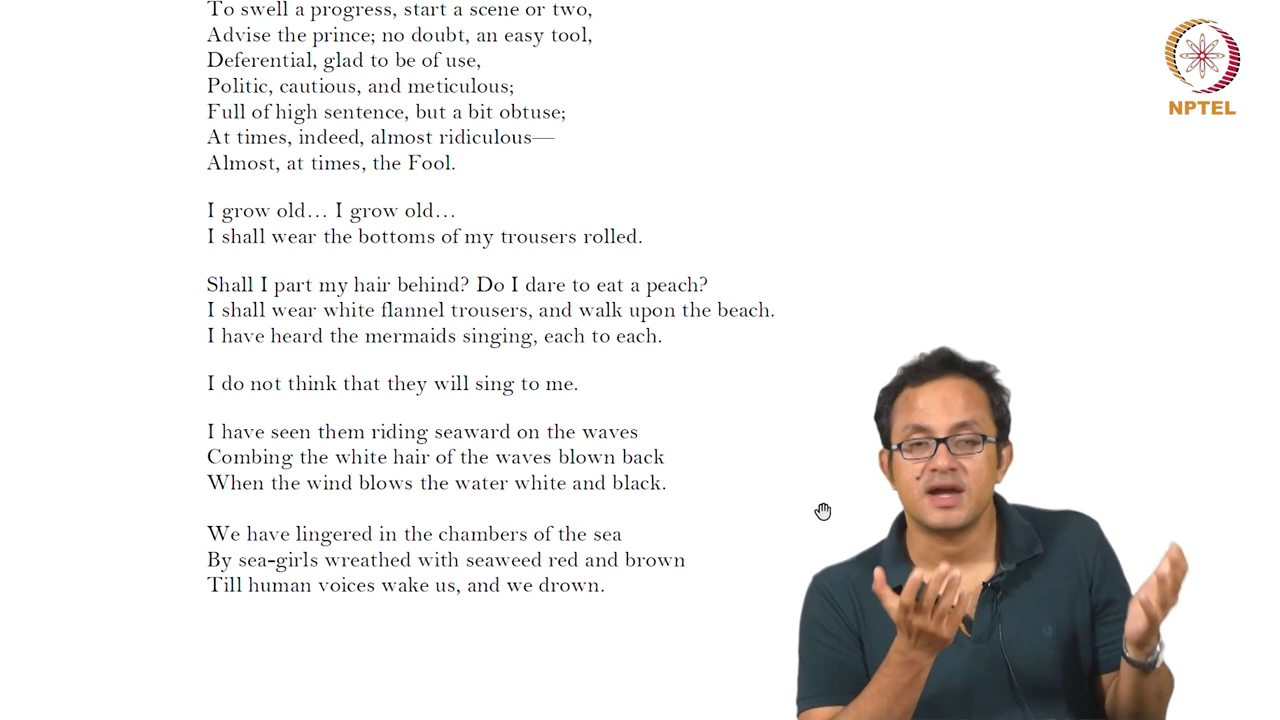 To swell a progress, start a scene or two,
Advise the prince; no doubt, an easy tool,
Deferential, glad to be of use,
Politic, cautious, and meticulous;
Full of high sentence, but a bit obtuse;
At times, indeed, almost ridiculous—
Almost, at times, the Fool.
I grow old… I grow old…
I shall wear the bottoms of my trousers rolled.
Shall I part my hair behind? Do I dare to eat a peach?
I shall wear white flannel trousers, and walk upon the beach.
I have heard the mermaids singing, each to each.
I do not think that they will sing to me.
I have seen them riding seaward on the waves
Combing the white hair of the waves blown back
When the wind blows the water white and black.
We have lingered in the chambers of the sea
By sea-girls wreathed with seaweed red and brown
Till human voices wake us, and we drown.
NPTEL